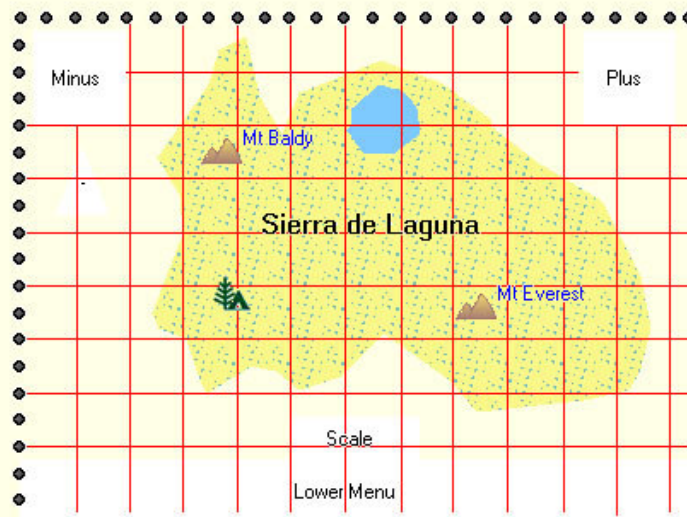 Minus
Plus
Mt Baldy
Sierra de Laguna
Mt Everest
Scale
Lower Menu